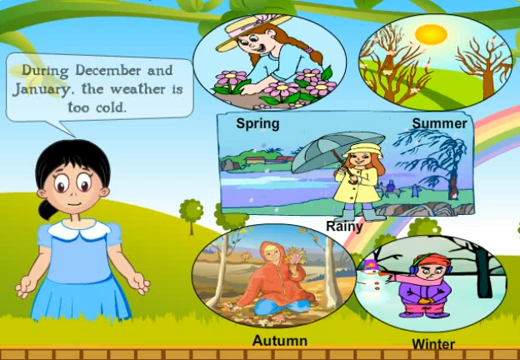 During December and
January, the weather is
too cold.
Spring
Summer
Rainy
Autumn
Winter